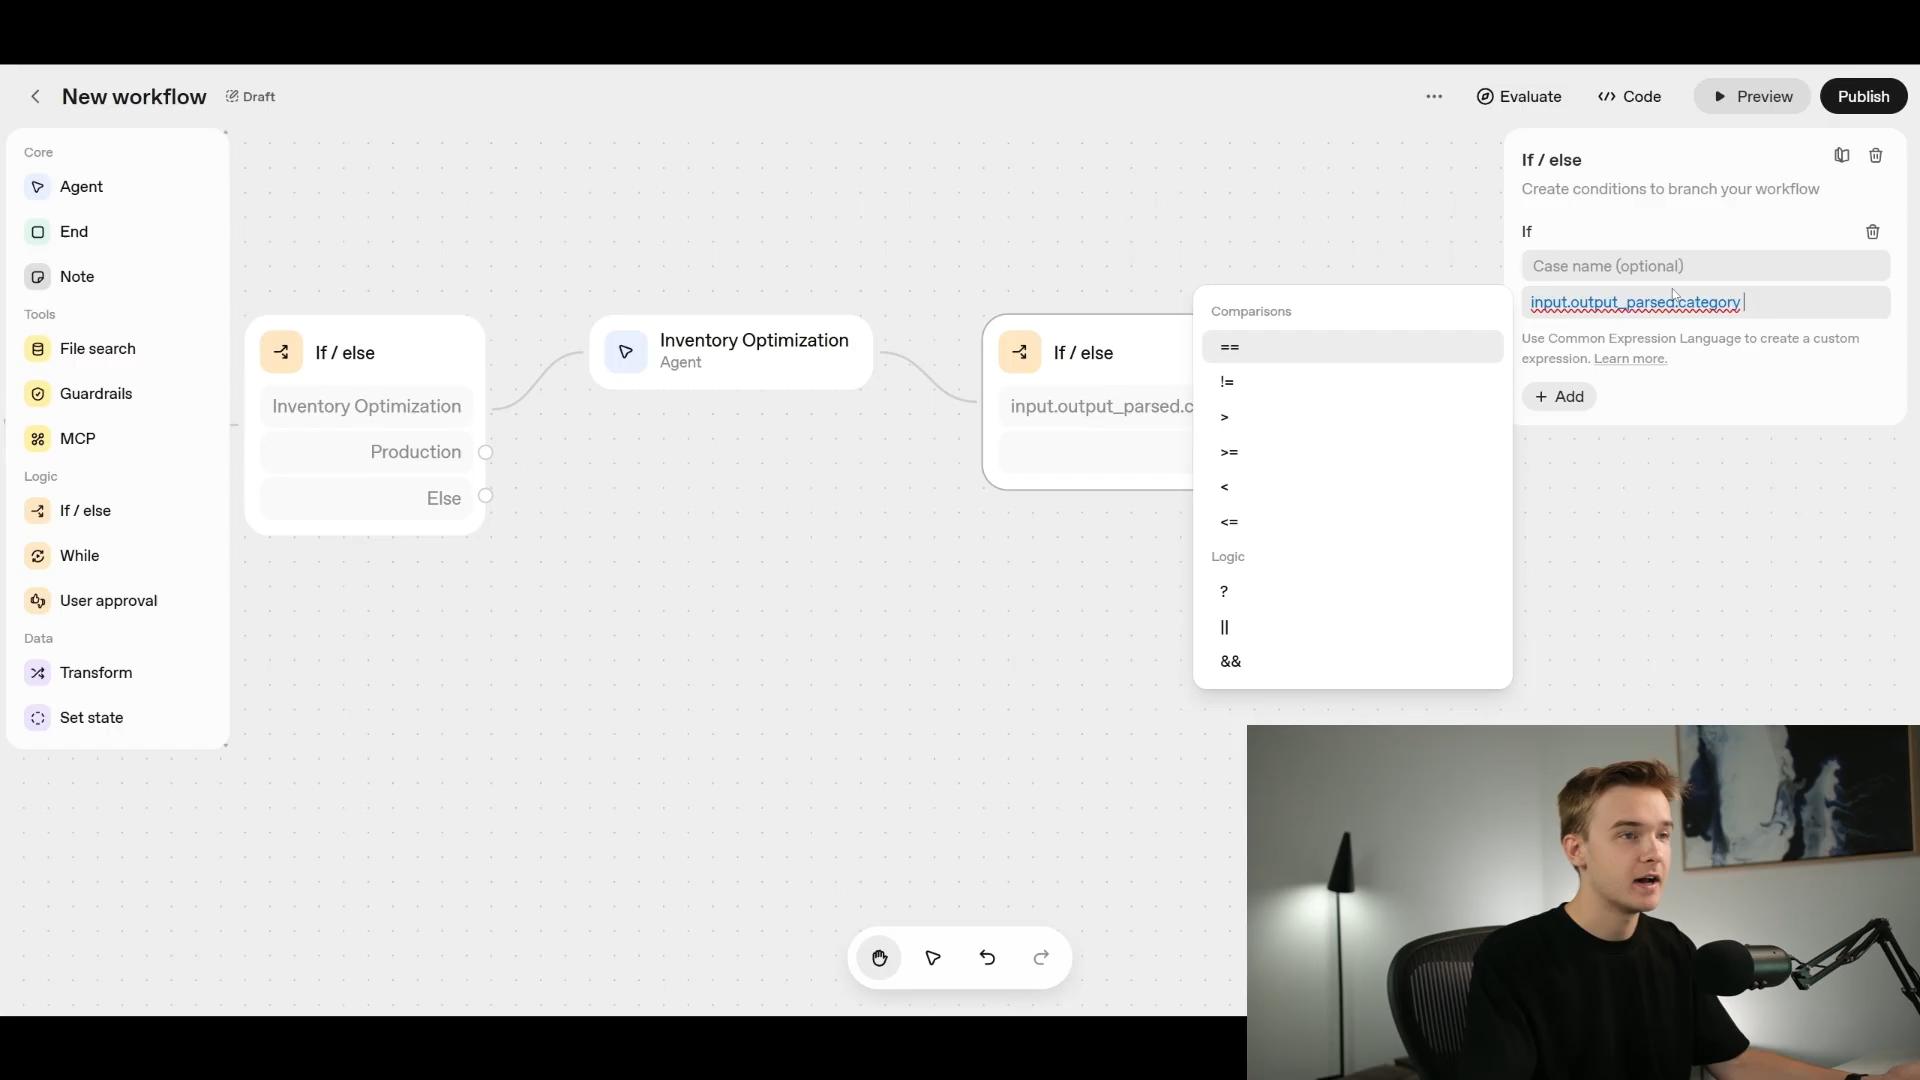 New workflow
Draft
Evaluate
Code
Preview
Publish
Core
Agent
End
Note
Tools
File search
Guardrails
MCP
Logic
If / else
While
User approval
Data
Transform
Set state
If / else
Inventory Optimization
Production
Else
Inventory Optimization
Agent
If / else
input.output_parsed.c
Comparisons
==
!=
>
>=
<
<=
Logic
?
||
&&
If / else
Create conditions to branch your workflow
If
Case name (optional)
input.output_parsed.category
Use Common Expression Language to create a custom
expression. Learn more.
+ Add